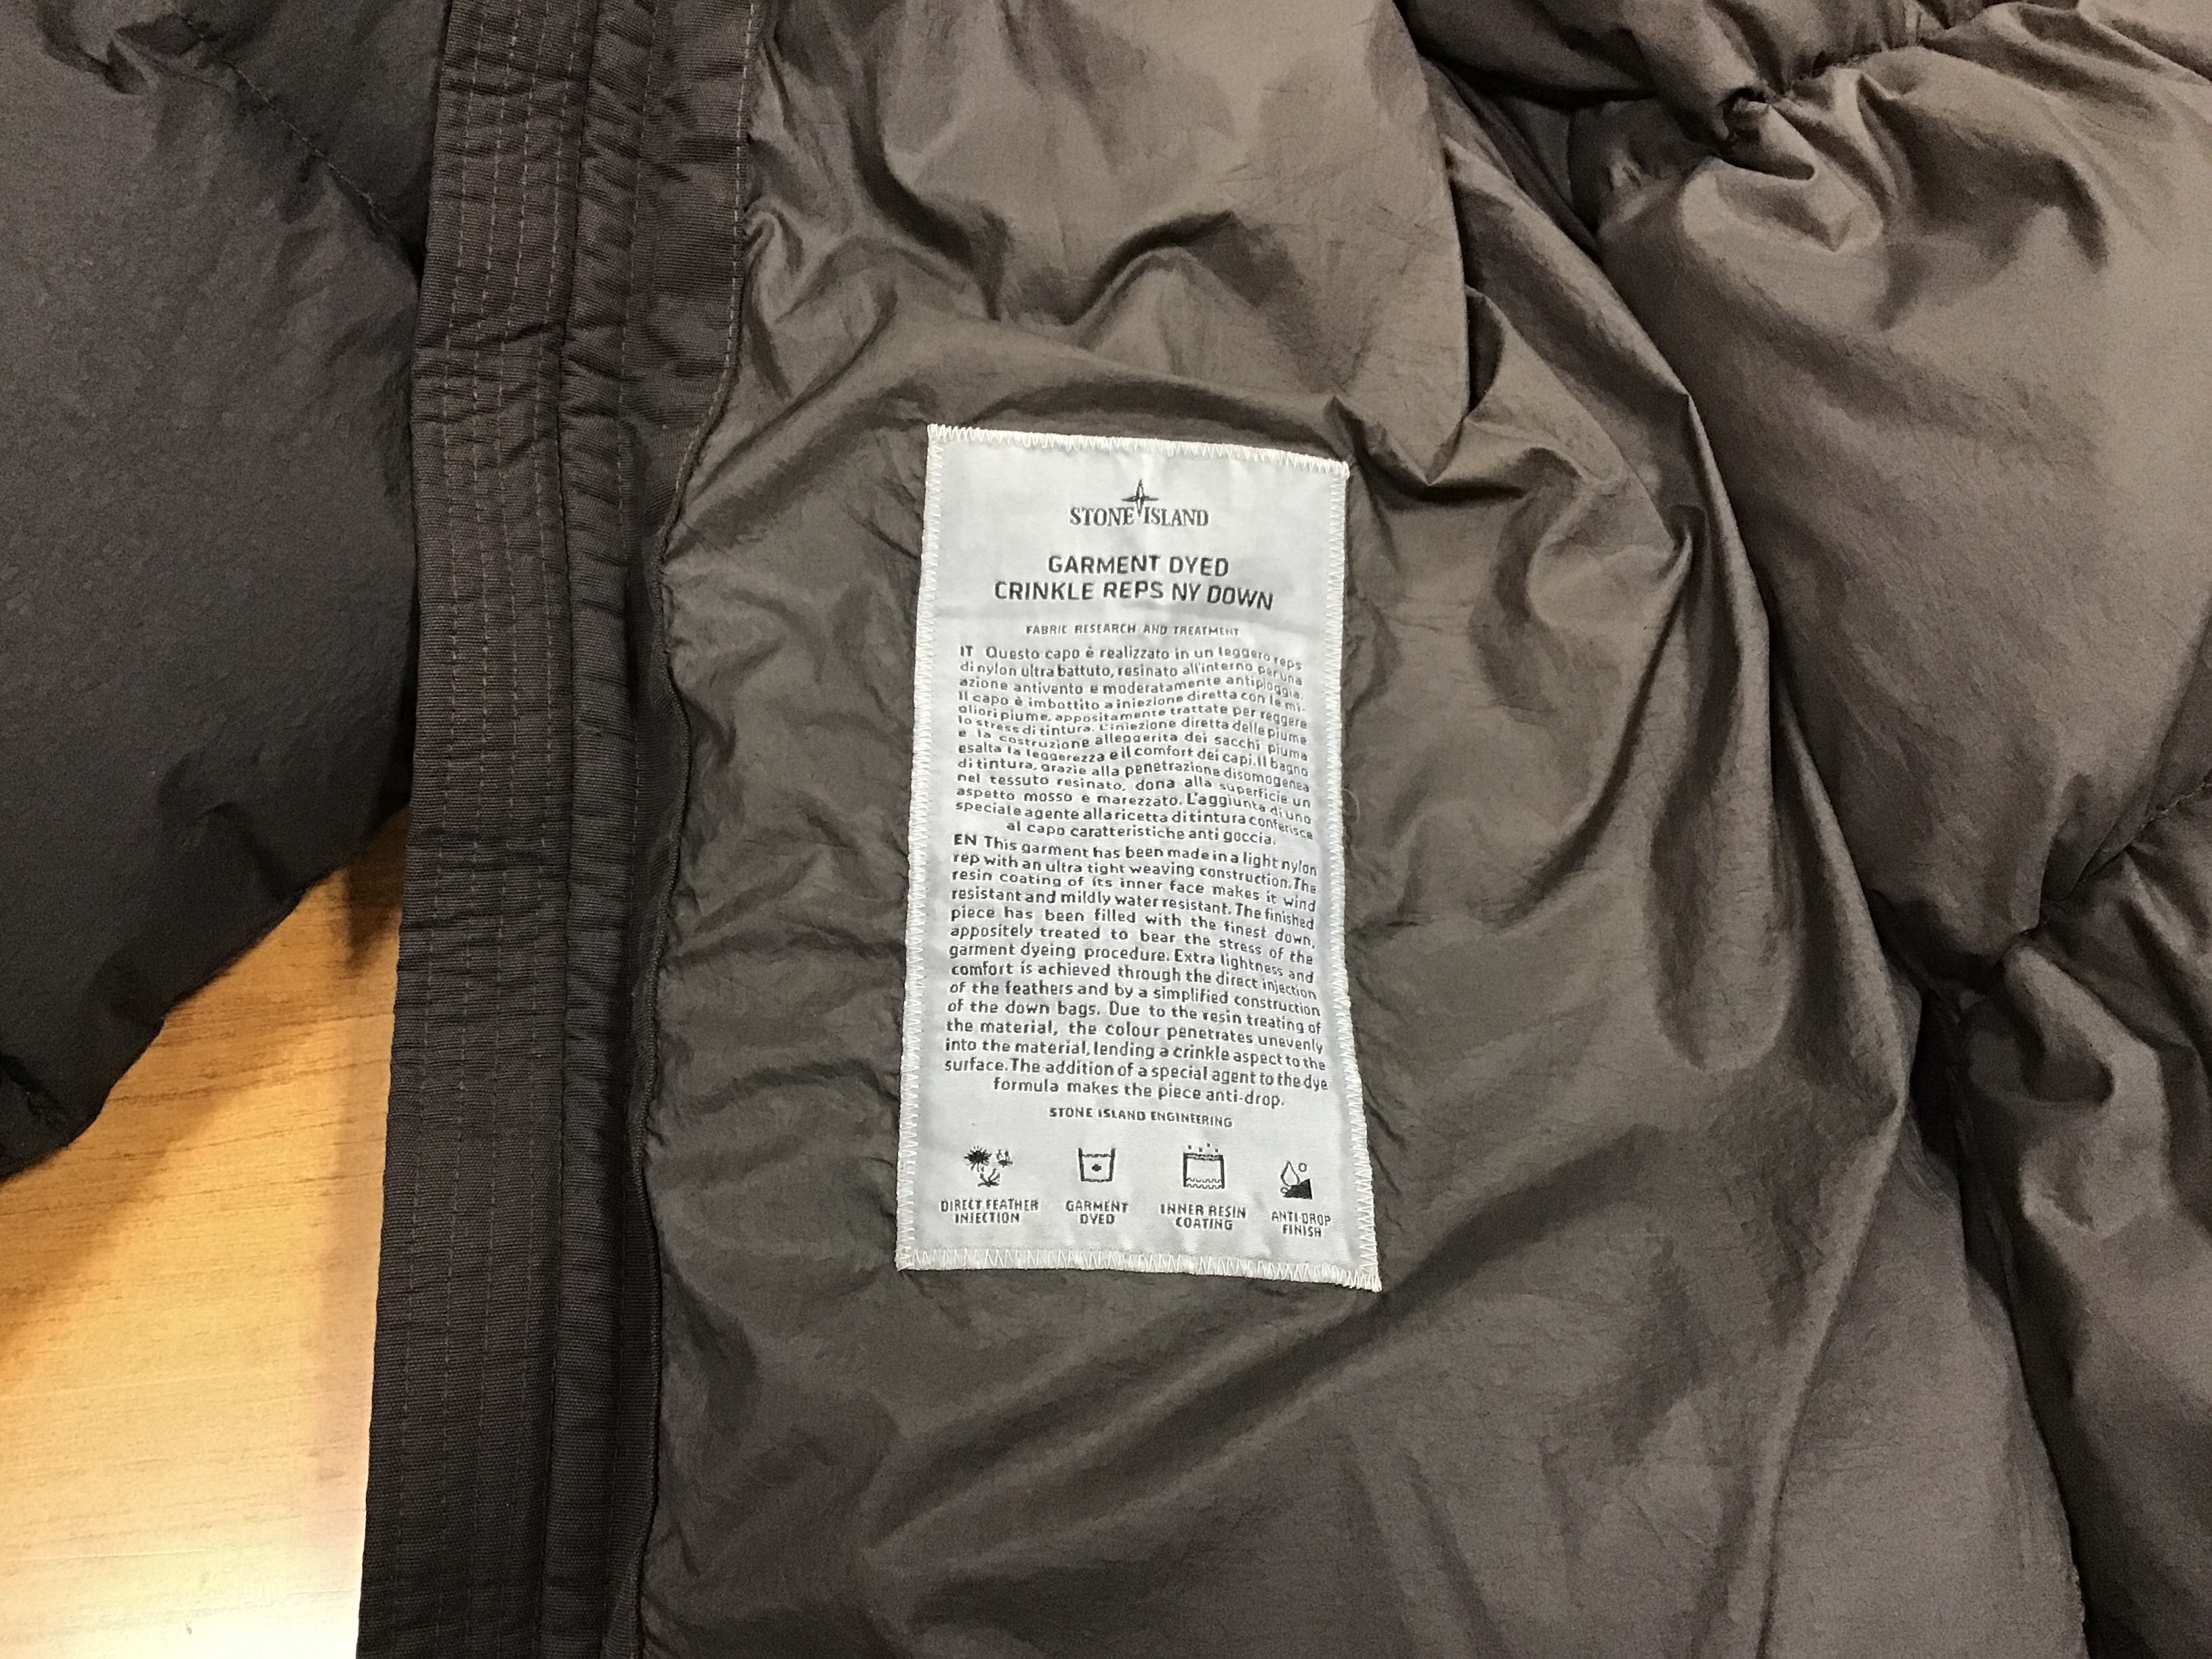 STONE ISLAND
GARMENT DYED
CRINKLE REPS NY DOWN
FABRIC RESEARCH AND TREATMENT
IT Questo capo è realizzato in un leggero reps
di nylon ultra battuto, resinato all'interno per una
azione antivento e moderatamente antipioggia.
Il capo è imbottito a iniezione diretta con le mi-
gliori piume, appositamente trattate per reggere
lo stress di tintura. L'iniezione diretta delle piume
e la costruzione alleggerita dei sacchi piuma
esalta la leggerezza e il comfort dei capi. Il bagno
di tintura, grazie alla penetrazione disomogenea
nel tessuto resinato, dona alla superficie un
aspetto mosso e marezzato. L'aggiunta di uno
speciale agente alla ricetta di tintura conferisce
al capo caratteristiche anti goccia.
EN This garment has been made in a light nylon
rep with an ultra tight weaving construction. The
resin coating of its inner face makes it wind
resistant and mildly water resistant. The finished
piece has been filled with the finest down,
appositely treated to bear the stress of the
garment dyeing procedure. Extra lightness and
comfort is achieved through the direct injection
of the feathers and by a simplified construction
of the down bags. Due to the resin treating of
the material, the colour penetrates unevenly
into the material, lending a crinkle aspect to the
surface. The addition of a special agent to the dye
formula makes the piece anti-drop.
STONE ISLAND ENGINEERING
DIRECT FEATHER
INJECTION
GARMENT
DYED
INNER RESIN
COATING
ANTI-DROP
FINISH